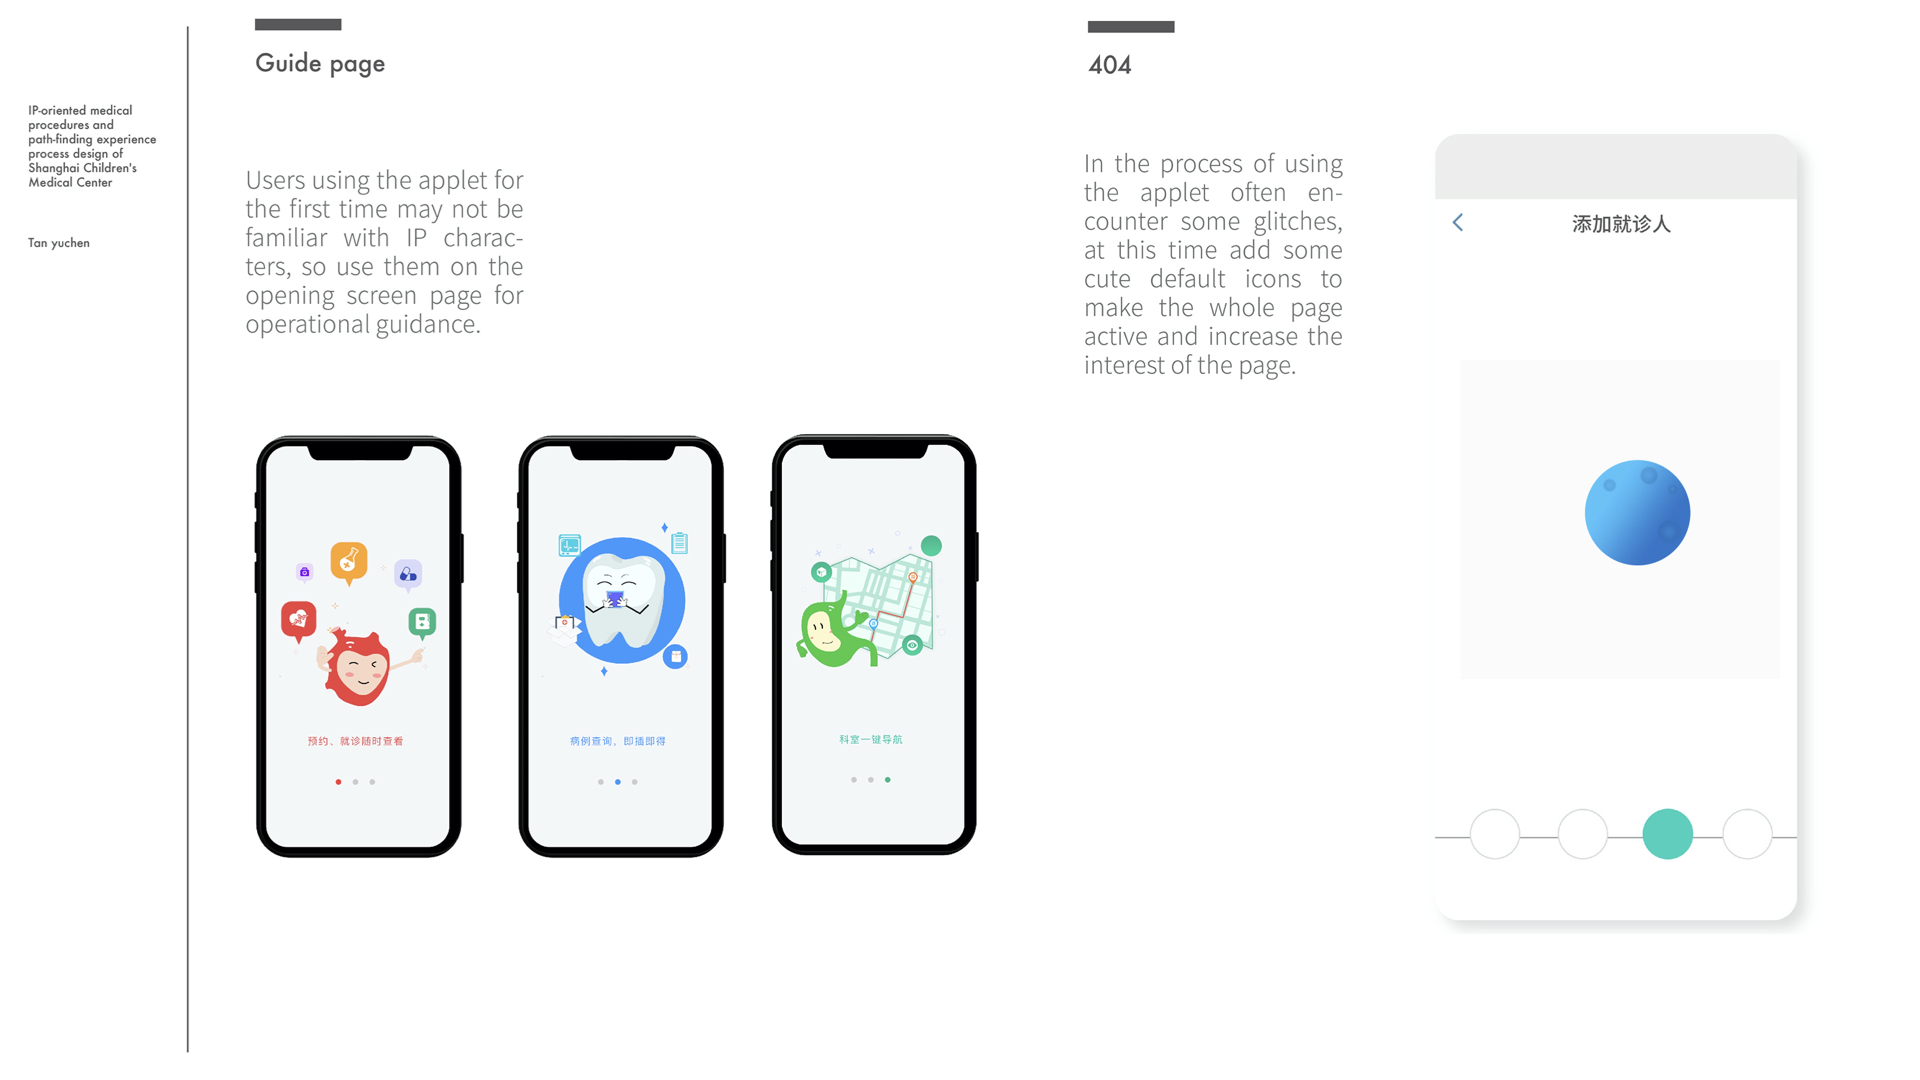 IP-oriented medical
procedures and
path-finding experience
process design of
Shanghai Children's
Medical Center
Tan yuchen
Guide page
Users using the applet for
the first time may not be
familiar with IP charac-
ters, so use them on the
opening screen page for
operational guidance.
预约、就诊随时查看
病例查询，即插即得
科室一键导航
404
In the process of using
the applet often en-
counter some glitches,
at this time add some
cute default icons to
make the whole page
active and increase the
interest of the page.
添加就诊人